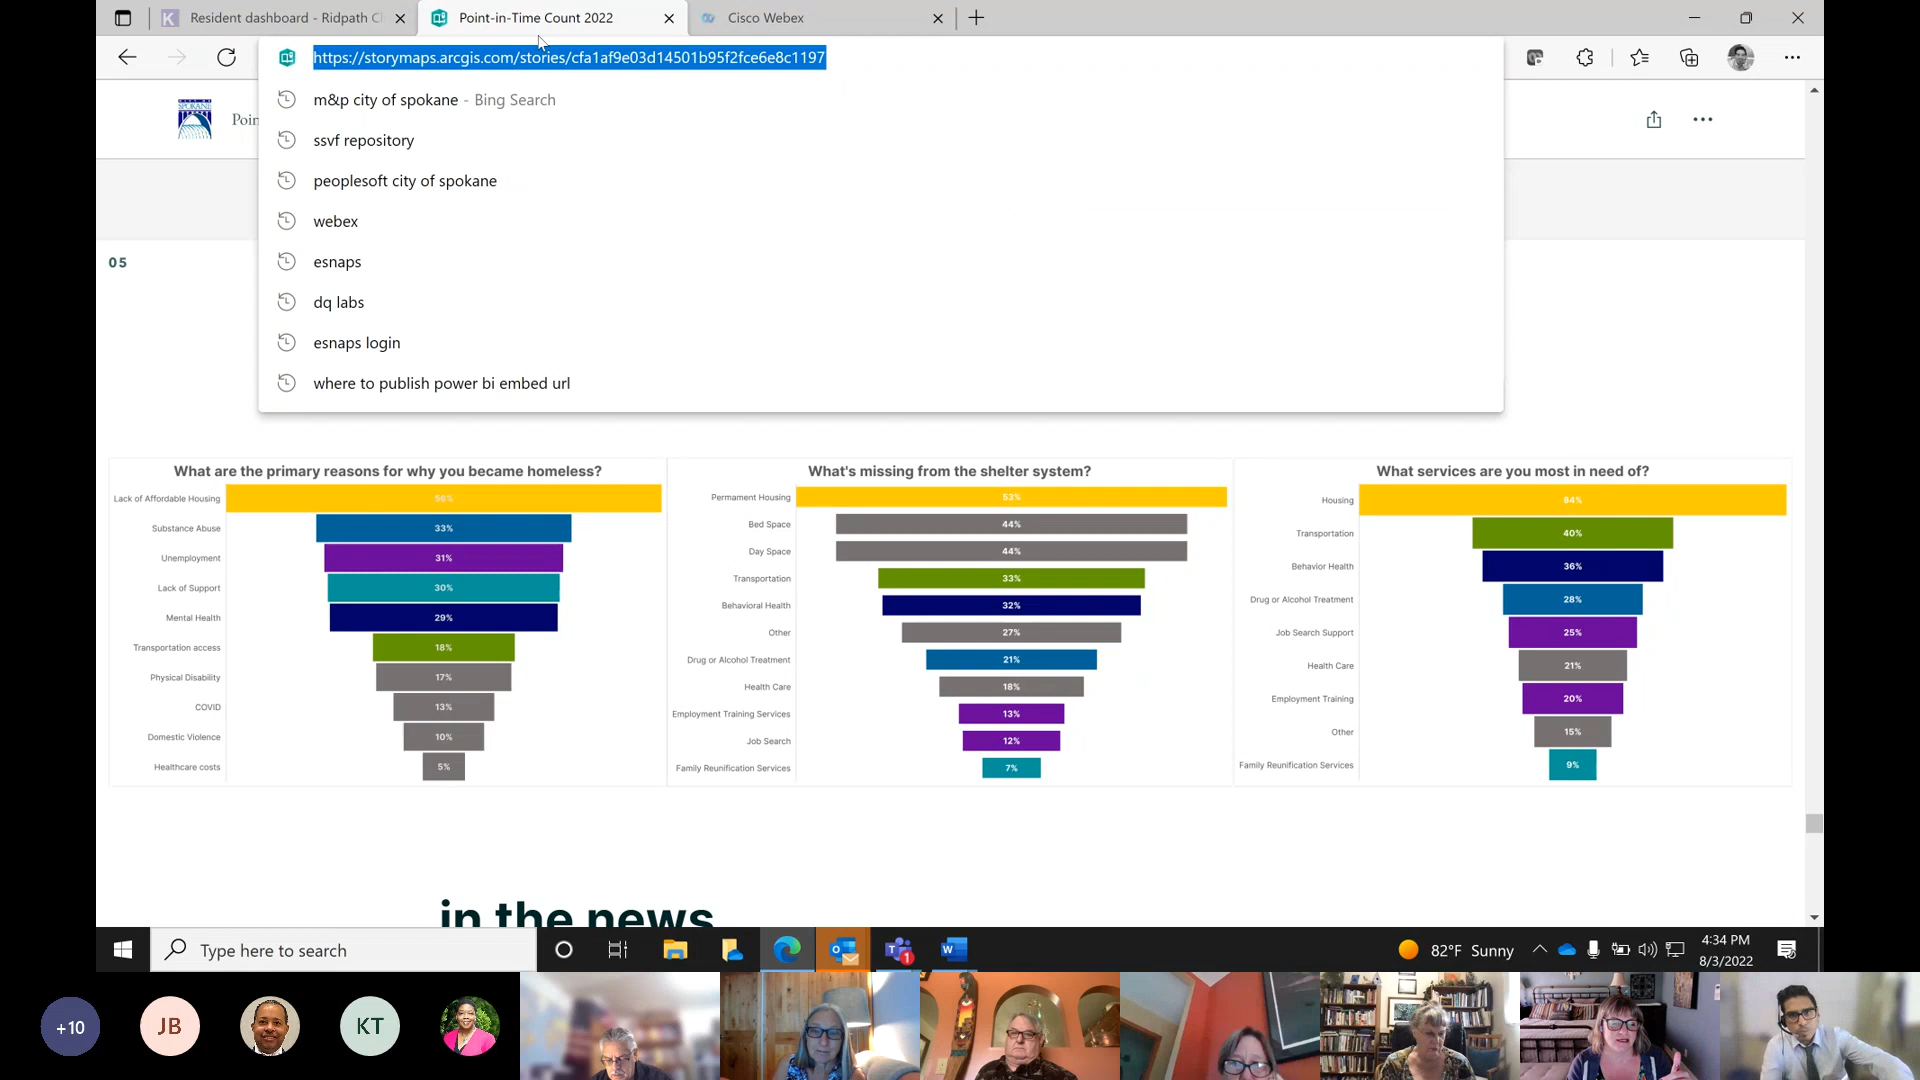 Resident dashboard - Ridpath Cl
Point-in-Time Count 2022
Cisco Webex
https://storymaps.arcgis.com/stories/cfa1af9e03d14501b95f2fce6e8c1197
m&p city of spokane - Bing Search
ssvf repository
peoplesoft city of spokane
webex
esnaps
dq labs
esnaps login
where to publish power bi embed url
SPOKANE
Poin
05
What are the primary reasons for why you became homeless?
Lack of Affordable Housing 56%
Substance Abuse 33%
Unemployment 31%
Lack of Support 30%
Mental Health 29%
Transportation access 18%
Physical Disability 17%
COVID 13%
Domestic Violence 10%
Healthcare costs 5%
What's missing from the shelter system?
Permament Housing 53%
Bed Space 44%
Day Space 44%
Transportation 33%
Behavioral Health 32%
Other 27%
Drug or Alcohol Treatment 21%
Health Care 18%
Employment Training Services 13%
Job Search 12%
Family Reunification Services 7%
What services are you most in need of?
Housing 84%
Transportation 40%
Behavior Health 36%
Drug or Alcohol Treatment 28%
Job Search Support 25%
Health Care 21%
Employment Training 20%
Other 15%
Family Reunification Services 9%
in the news
Type here to search
1
82°F Sunny
4:34 PM
8/3/2022
+10
JB
KT